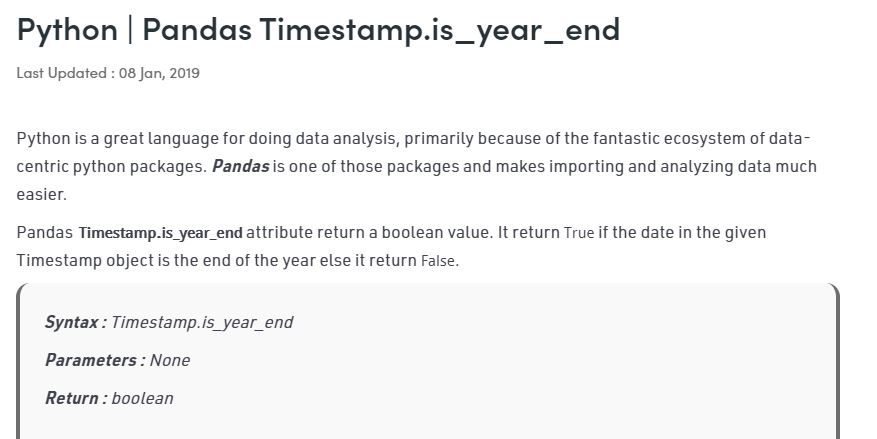 Python | Pandas Timestamp.is_year_end
Last Updated : 08 Jan, 2019
Python is a great language for doing data analysis, primarily because of the fantastic ecosystem of data-
centric python packages. Pandas is one of those packages and makes importing and analyzing data much
easier.
Pandas Timestamp.is_year_end attribute return a boolean value. It return True if the date in the given
Timestamp object is the end of the year else it return False.
Syntax : Timestamp.is_year_end
Parameters : None
Return : boolean